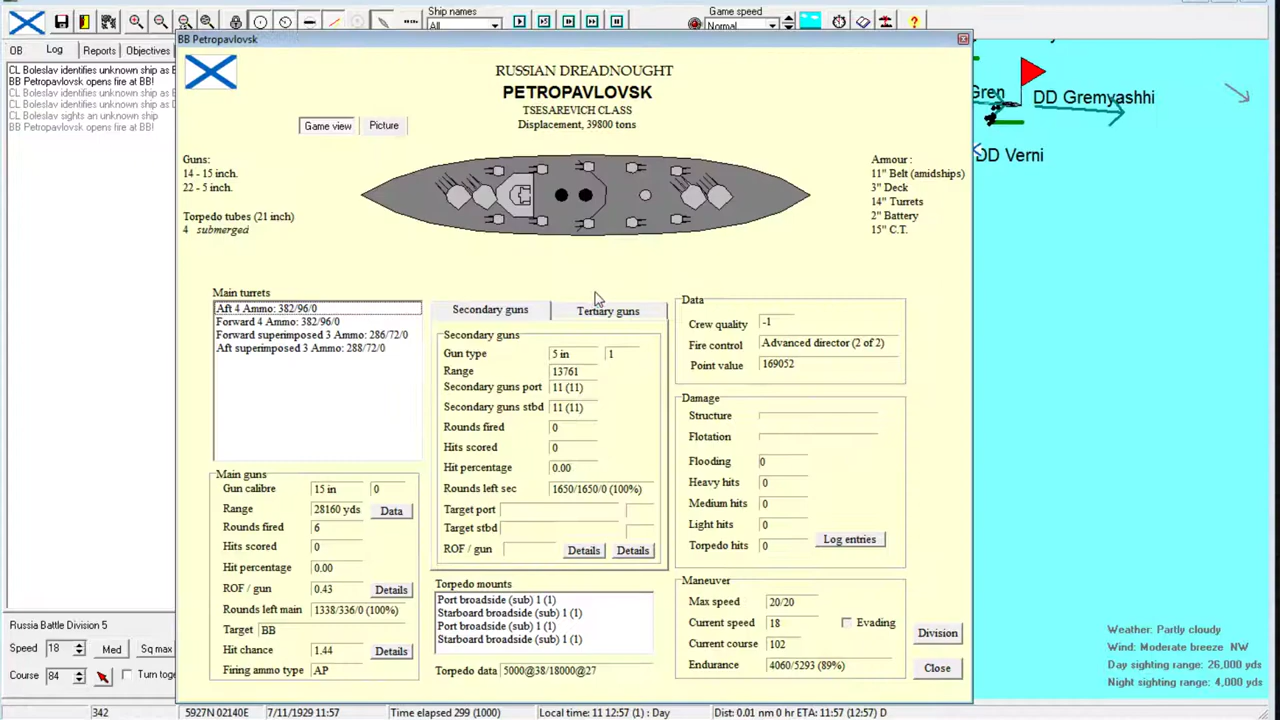 Ship names
All
Game speed
Normal
OB
Log
Reports
Objectives
CL Boleslav identifies unknown ship as B
BB Petropavlovsk opens fire at BB!
CL Boleslav identifies unknown ship as D
CL Boleslav sights an unknown ship
BB Petropavlovsk opens fire at BB!
BB Petropavlovsk
RUSSIAN DREADNOUGHT
PETROPAVLOVSK
TSESAREVICH CLASS
Displacement, 39800 tons
Game view
Picture
Guns:
14 - 15 inch.
22 - 5 inch.
Torpedo tubes (21 inch)
4 submerged
Armour :
11" Belt (amidships)
3" Deck
14" Turrets
2" Battery
15" C.T.
Main turrets
Aft 4 Ammo: 382/96/0
Forward 4 Ammo: 382/96/0
Forward superimposed 3 Ammo: 286/72/0
Aft superimposed 3 Ammo: 288/72/0
Main guns
Gun calibre 15 in 0
Range 28160 yds Data
Rounds fired 6
Hits scored 0
Hit percentage 0.00
ROF / gun 0.43 Details
Rounds left main 1338/336/0 (100%)
Target BB
Hit chance 1.44 Details
Firing ammo type AP
Secondary guns
Tertiary guns
Secondary guns
Gun type 5 in 1
Range 13761
Secondary guns port 11 (11)
Secondary guns stbd 11 (11)
Rounds fired 0
Hits scored 0
Hit percentage 0.00
Rounds left sec 1650/1650/0 (100%)
Target port
Target stbd
ROF / gun Details Details
Torpedo mounts
Port broadside (sub) 1 (1)
Starboard broadside (sub) 1 (1)
Port broadside (sub) 1 (1)
Starboard broadside (sub) 1 (1)
Torpedo data 5000@38/18000@27
Data
Crew quality -1
Fire control Advanced director (2 of 2)
Point value 169052
Damage
Structure
Flotation
Flooding 0
Heavy hits 0
Medium hits 0
Light hits 0
Torpedo hits 0 Log entries
Maneuver
Max speed 20/20
Current speed 18 Evading
Current course 102
Endurance 4060/5293 (89%)
Division
Close
Gren
DD Gremyashhi
DD Verni
Russia Battle Division 5
Speed 18 Med Sq max
Course 84 Turn toge
Weather: Partly cloudy
Wind: Moderate breeze NW
Day sighting range: 26,000 yds
Night sighting range: 4,000 yds
342 5927N 02140E 7/11/1929 11:57 Time elapsed 299 (1000) Local time: 11 12:57 (1) : Day Dist: 0.01 nm 0 hr ETA: 11:57 (12:57) D